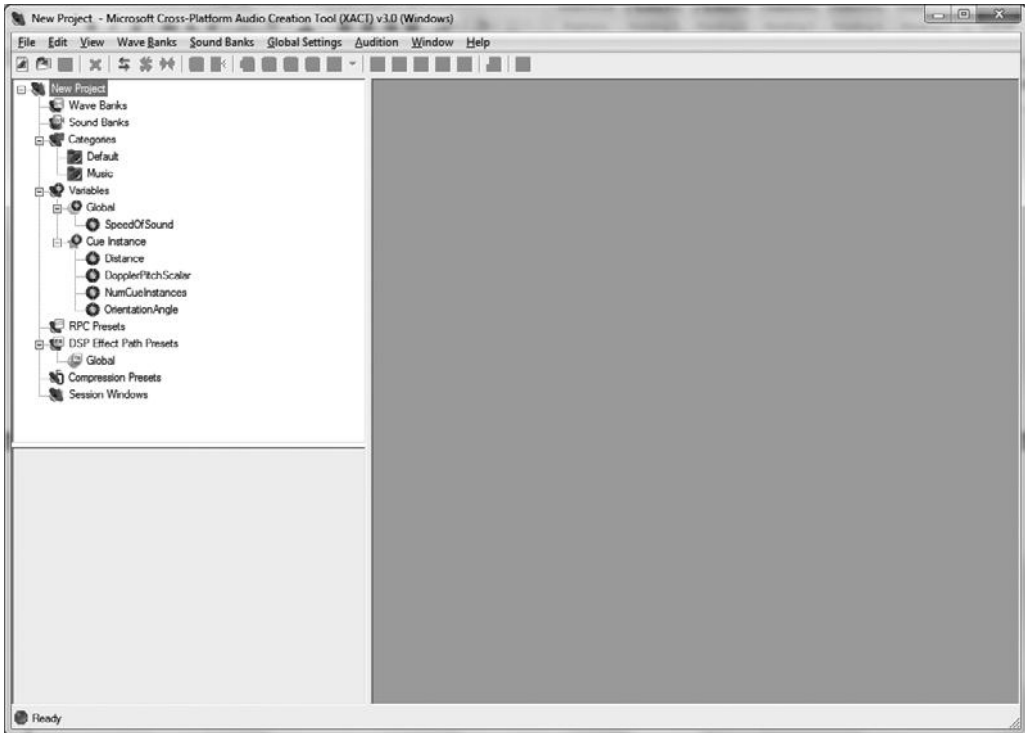 New Project - Microsoft Cross-Platform Audio Creation Tool (XACT) v3.0 (Windows)
File Edit View Wave Banks Sound Banks Global Settings Audition Window Help
New Project
Wave Banks
Sound Banks
Categories
Default
Music
Variables
Global
SpeedOfSound
Cue Instance
Distance
DopplerPitchScalar
NumCueInstances
OrientationAngle
RPC Presets
DSP Effect Path Presets
Global
Compression Presets
Session Windows
Ready